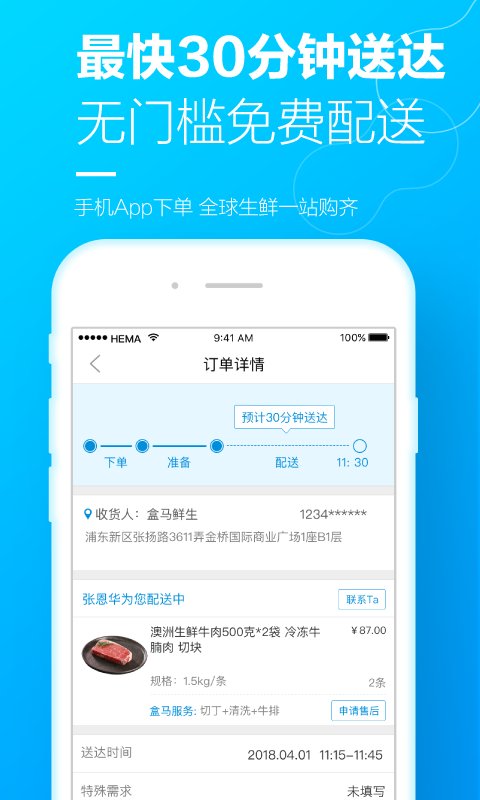 最快30分钟送达
无门槛免费配送
手机App下单 全球生鲜一站购齐
HEMA 9:41 AM 100%
订单详情
预计30分钟送达
下单 准备 配送 11: 30
收货人：盒马鲜生 1234******
浦东新区张扬路3611弄金桥国际商业广场1座B1层
张恩华为您配送中 联系Ta
澳洲生鲜牛肉500克*2袋 冷冻牛 ¥87.00
腩肉 切块
规格：1.5kg/条 2条
盒马服务: 切丁+清洗+牛排 申请售后
送达时间 2018.04.01 11:15-11:45
特殊需求 未填写